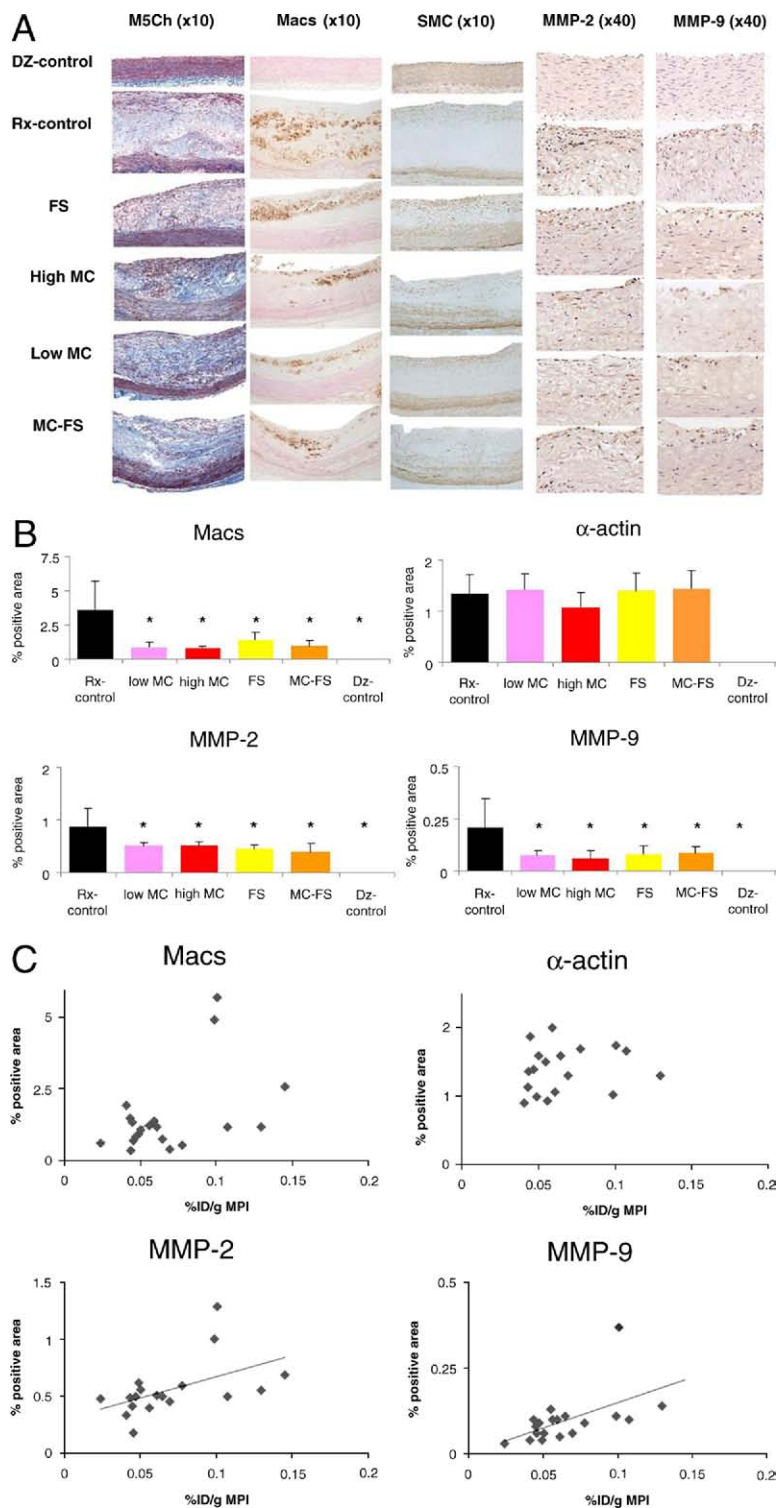 A
M5Ch (x10) Macs (x10) SMC (x10) MMP-2 (x40) MMP-9 (x40)
DZ-control
Rx-control
FS
High MC
Low MC
MC-FS
B
Macs
% positive area
7.5
5
2.5
0
* * * * *
Rx-control low MC high MC FS MC-FS Dz-control
α-actin
% positive area
2
1
0
Rx-control low MC high MC FS MC-FS Dz-control
MMP-2
% positive area
2
1
0
* * * * *
Rx-control low MC high MC FS MC-FS Dz-control
MMP-9
% positive area
0.5
0.25
0
* * * * *
Rx-control low MC high MC FS MC-FS Dz-control
C
Macs
% positive area
5
2.5
0
0 0.05 0.1 0.15 0.2
%ID/g MPI
α-actin
% positive area
2
1
0
0 0.05 0.1 0.15 0.2
%ID/g MPI
MMP-2
% positive area
1.5
1
0.5
0
0 0.05 0.1 0.15 0.2
%ID/g MPI
MMP-9
% positive area
0.5
0.25
0
0 0.05 0.1 0.15 0.2
%ID/g MPI